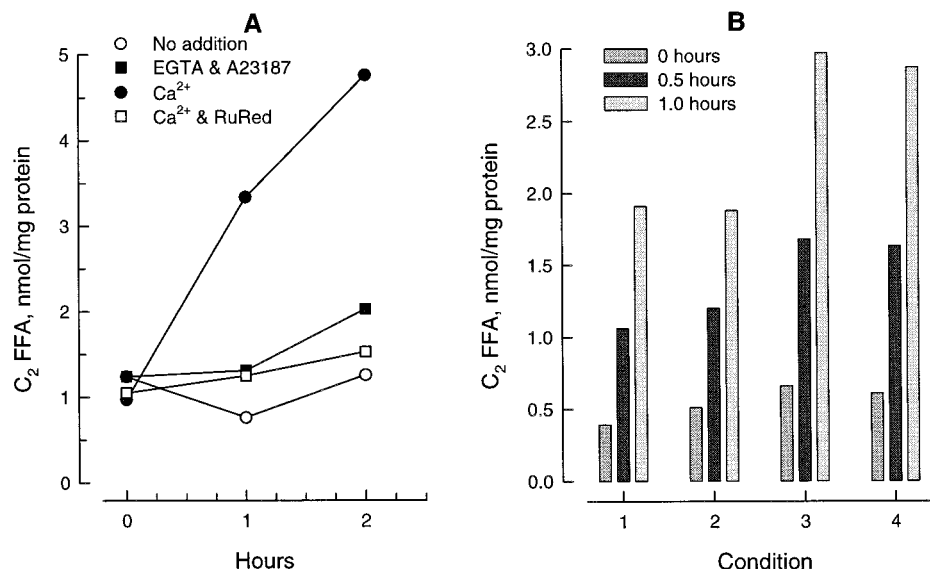 A
No addition
EGTA & A23187
Ca²⁺
Ca²⁺ & RuRed
5
4
3
2
1
0
C₂ FFA, nmol/mg protein
0 1 2
Hours
B
0 hours
0.5 hours
1.0 hours
3.0
2.5
2.0
1.5
1.0
0.5
0.0
C₂ FFA, nmol/mg protein
1 2 3 4
Condition